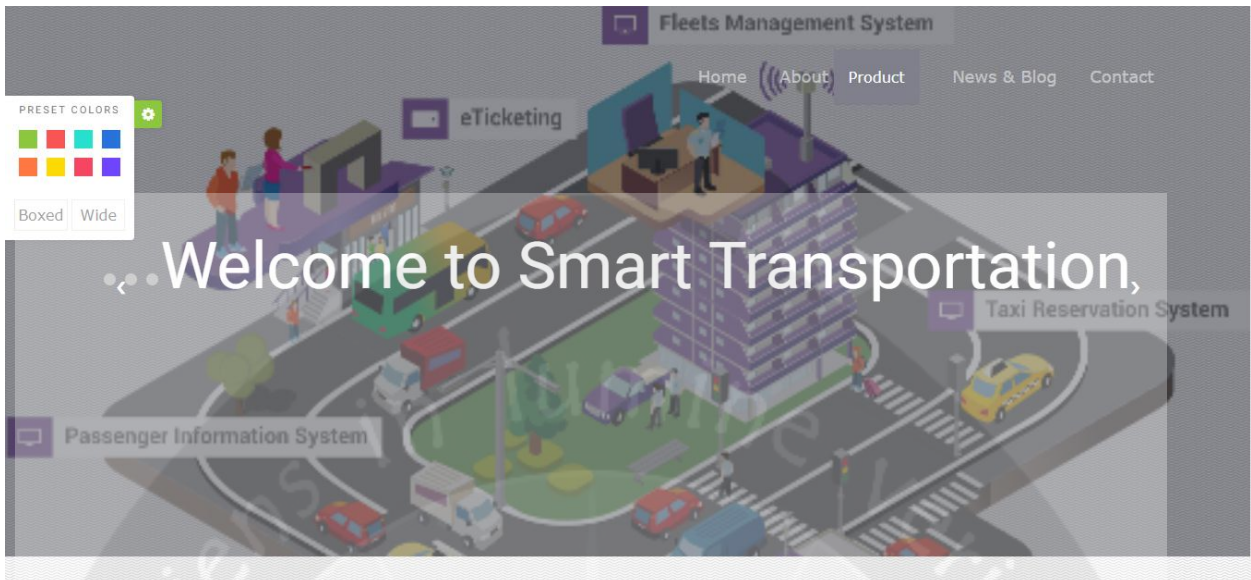 Fleets Management System
Home About Product News & Blog Contact
PRESET COLORS
eTicketing
Boxed Wide
Welcome to Smart Transportation
Taxi Reservation System
Passenger Information System